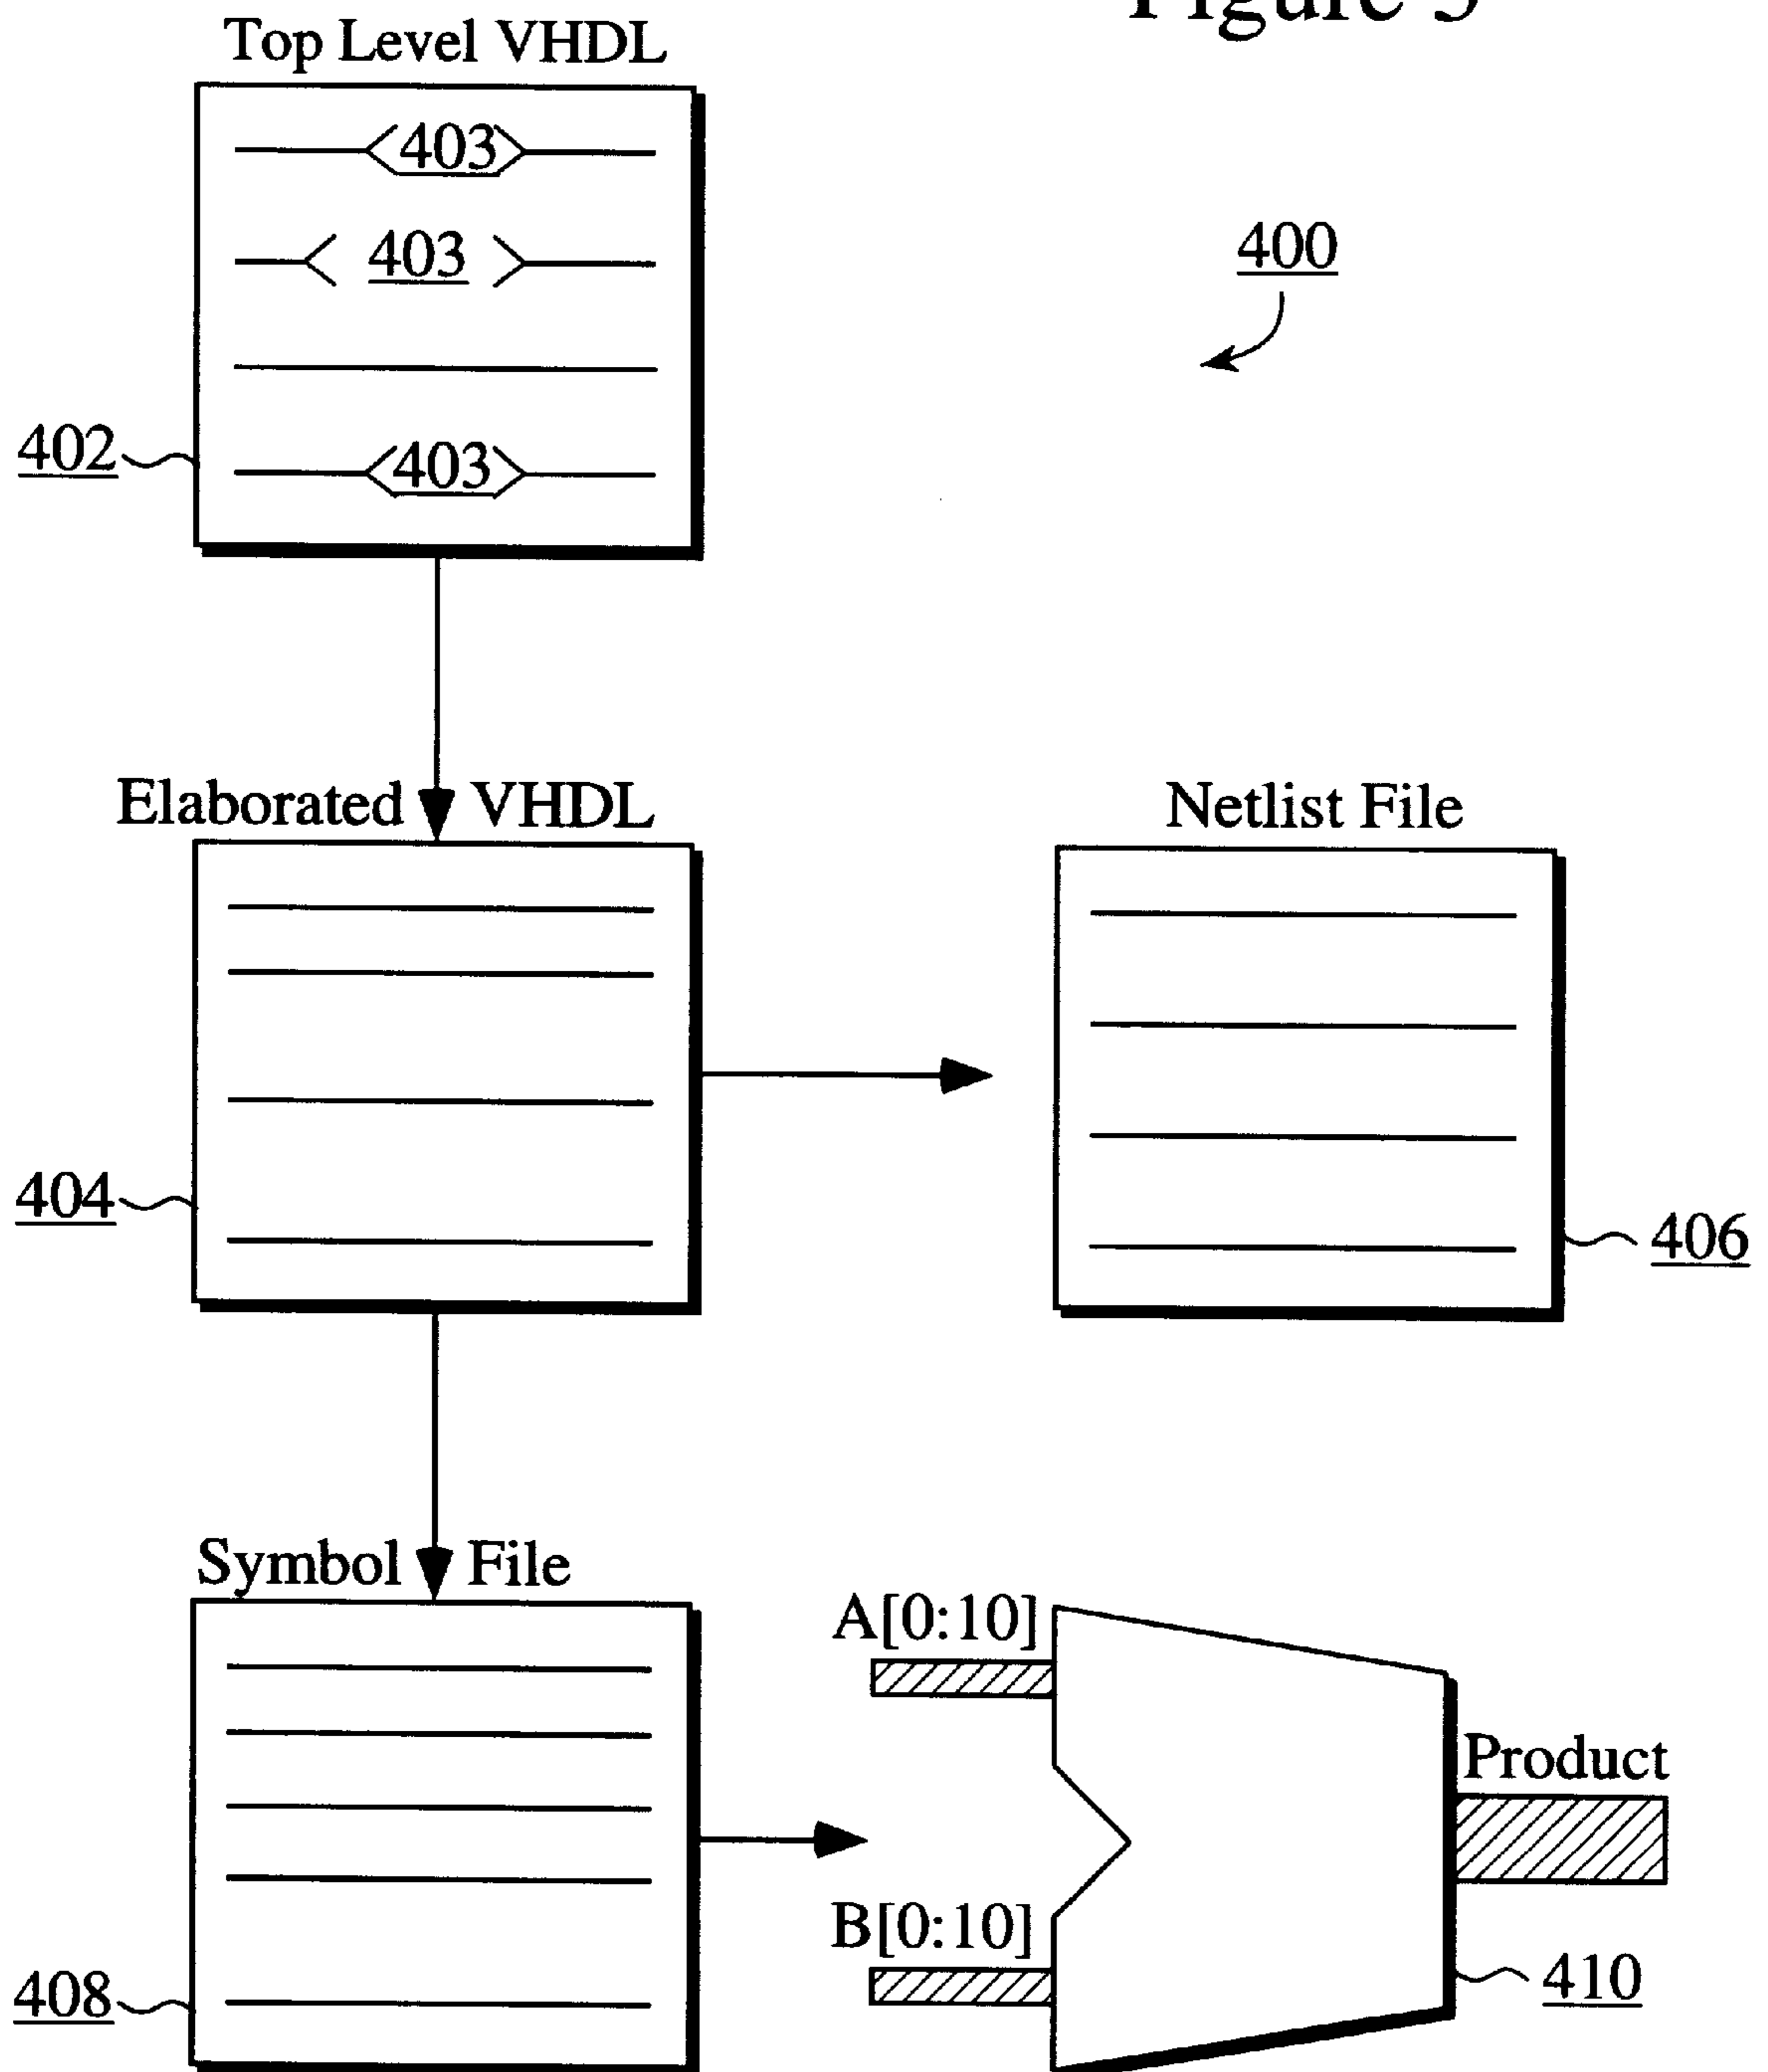 Top Level VHDL
403
403
400
402
403
Elaborated VHDL
Netlist File
404
406
Symbol File
A[0:10]
Product
B[0:10]
408
410